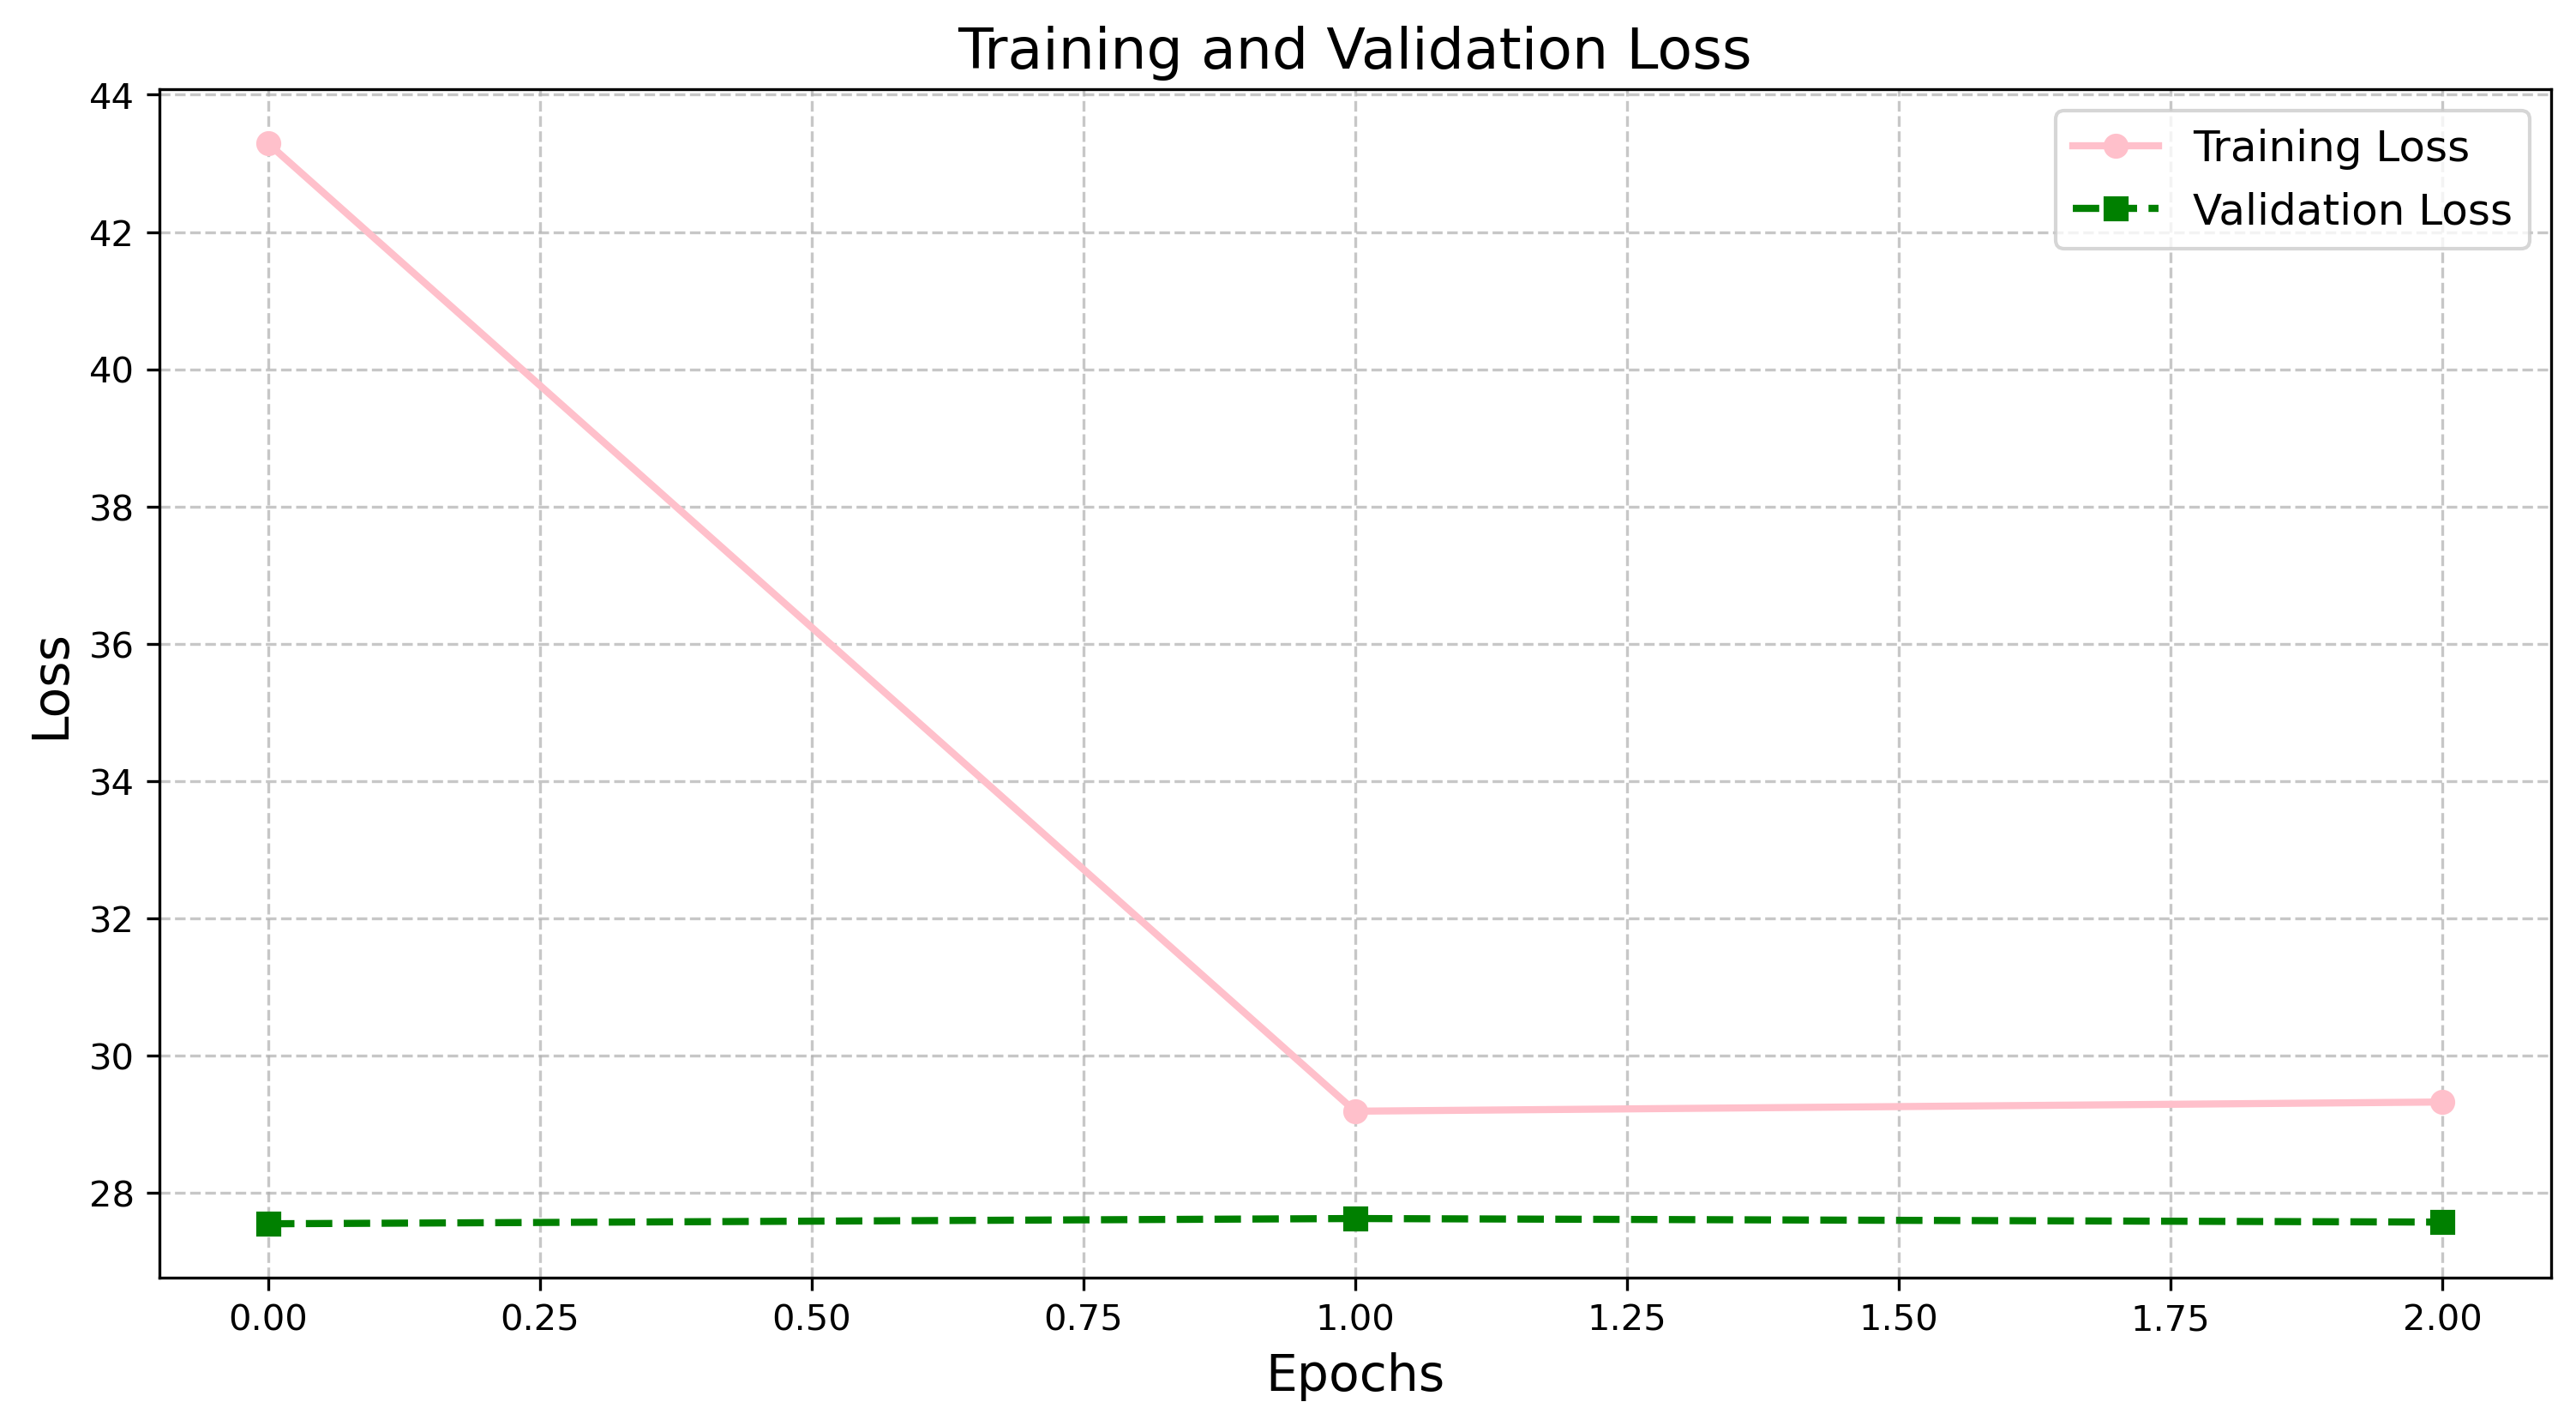 Training and Validation Loss
Training Loss
Validation Loss
Loss
44
42
40
38
36
34
32
30
28
0.00 0.25 0.50 0.75 1.00 1.25 1.50 1.75 2.00
Epochs